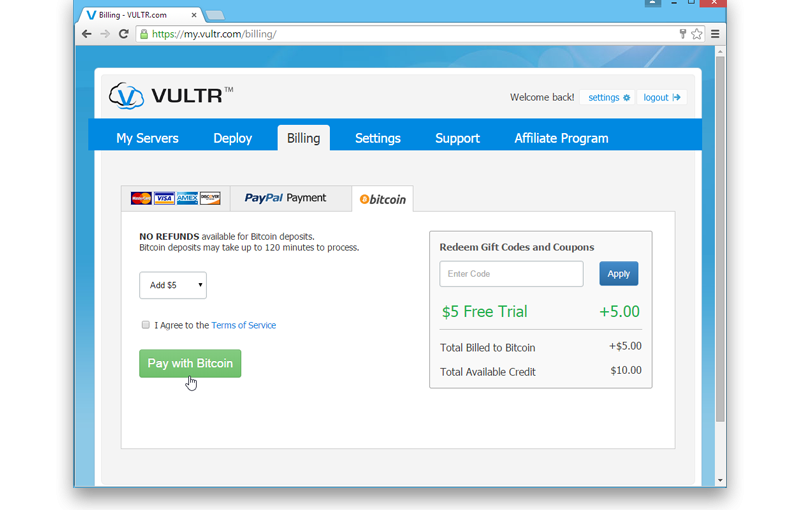 Billing - VULTR.com
https://my.vultr.com/billing/
VULTR™
Welcome back! settings logout
My Servers Deploy Billing Settings Support Affiliate Program
MasterCard VISA AMEX DISCOVER PayPal Payment bitcoin
NO REFUNDS available for Bitcoin deposits.
Bitcoin deposits may take up to 120 minutes to process.
Add $5
I Agree to the Terms of Service
Pay with Bitcoin
Redeem Gift Codes and Coupons
Enter Code Apply
$5 Free Trial +5.00
Total Billed to Bitcoin +$5.00
Total Available Credit $10.00